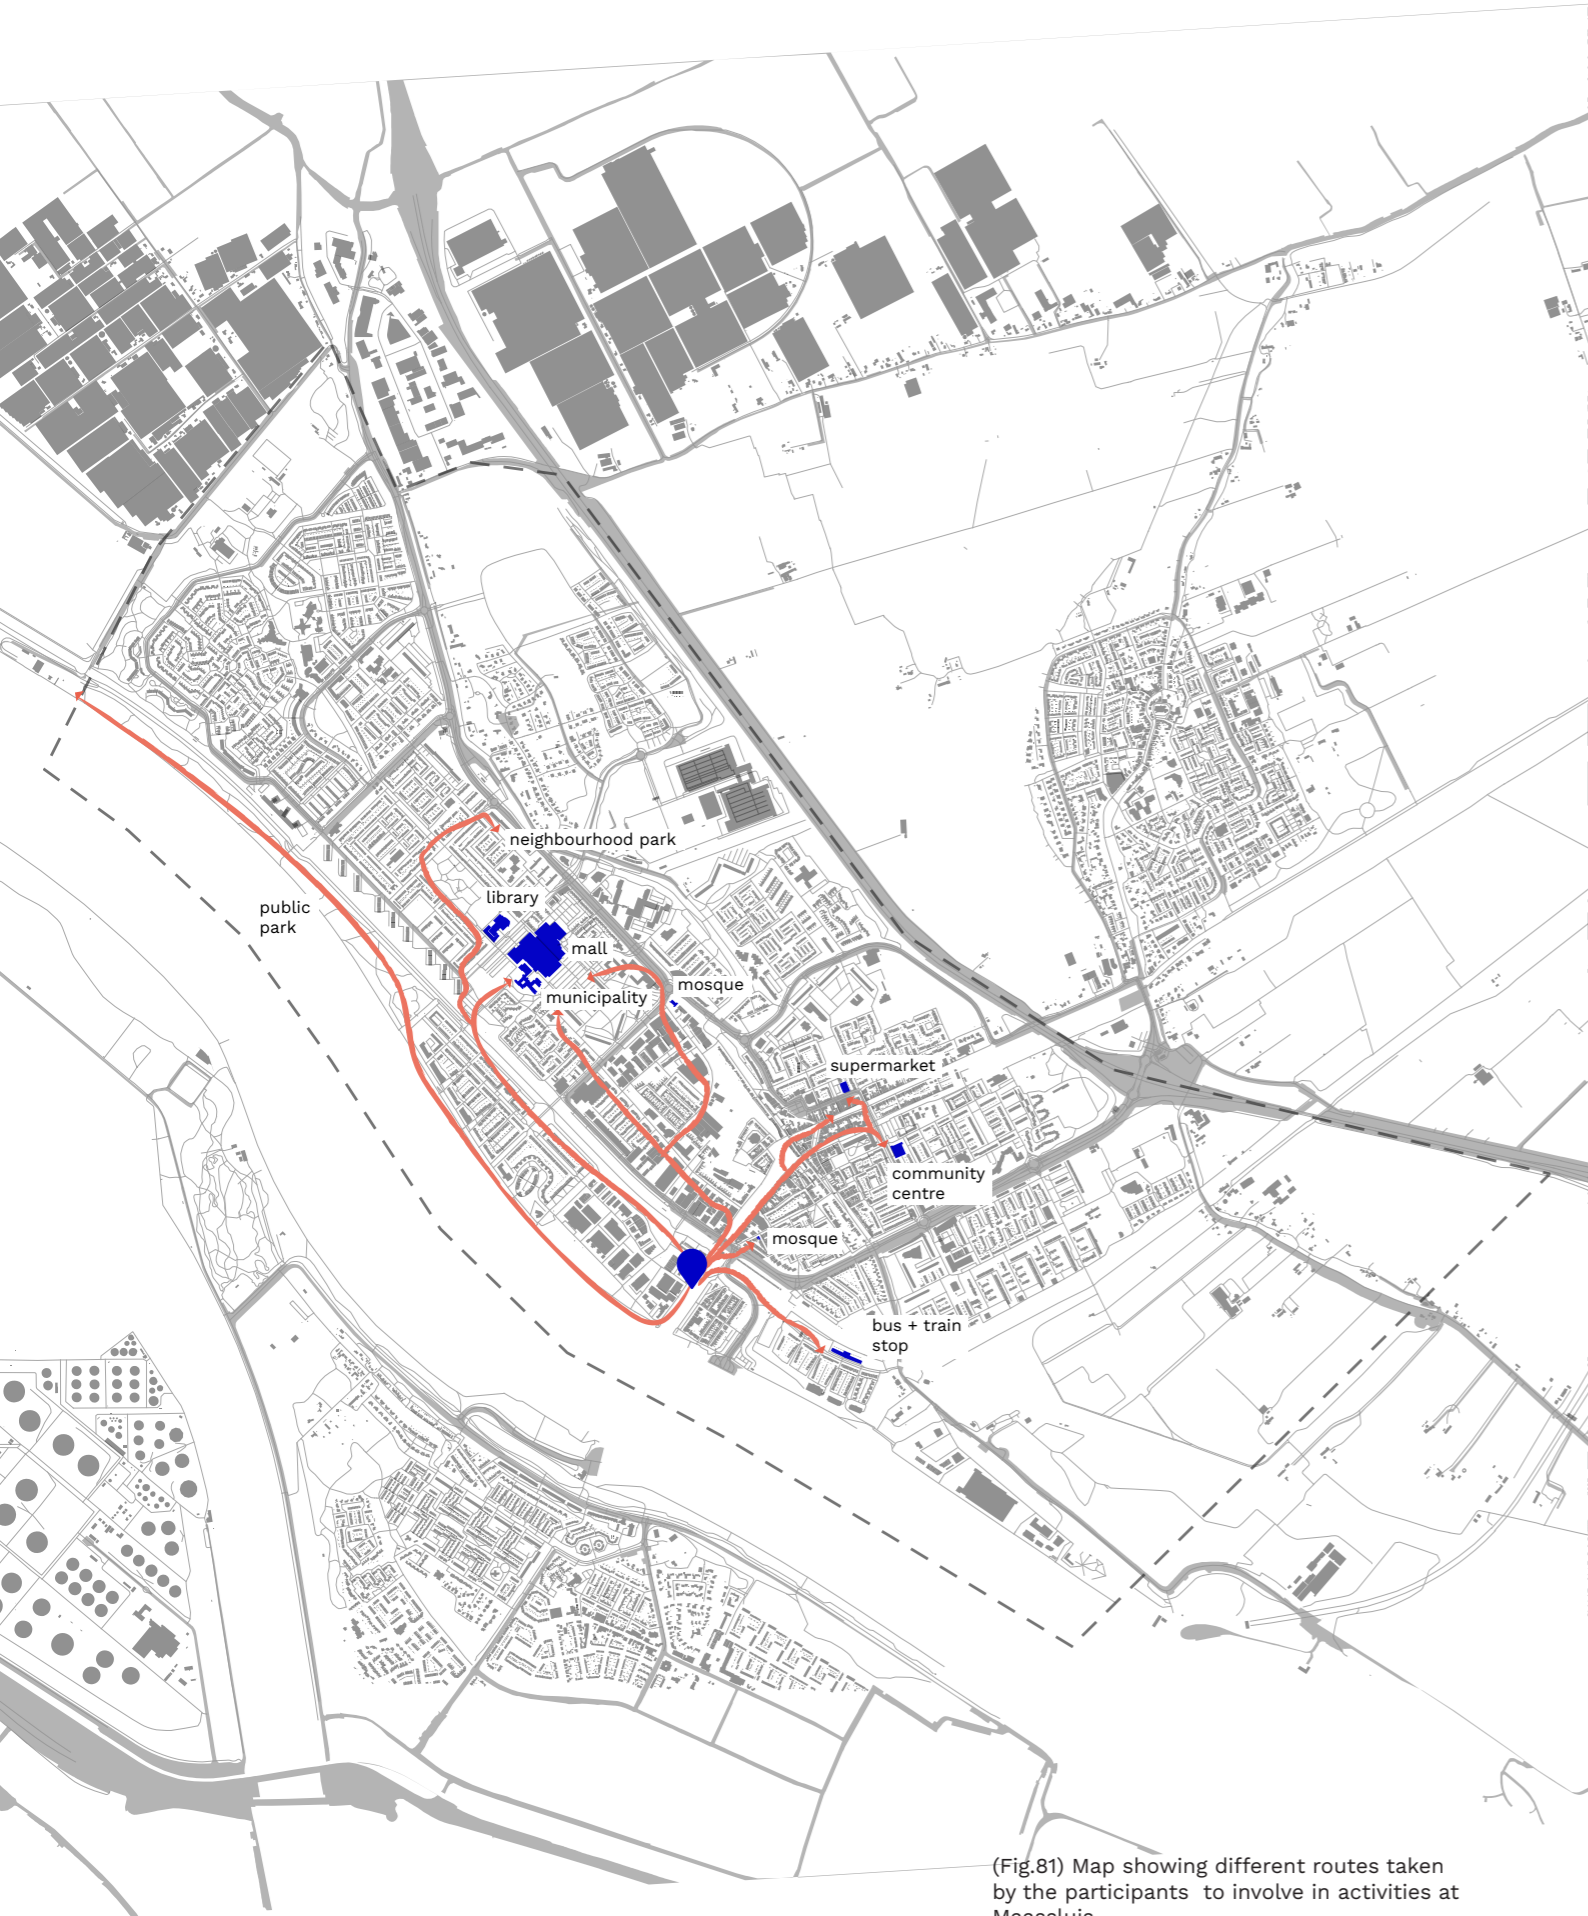 neighbourhood park
library
public
park
mall
mosque
municipality
supermarket
community
centre
mosque
bus + train
stop
(Fig.81) Map showing different routes taken
by the participants to involve in activities at